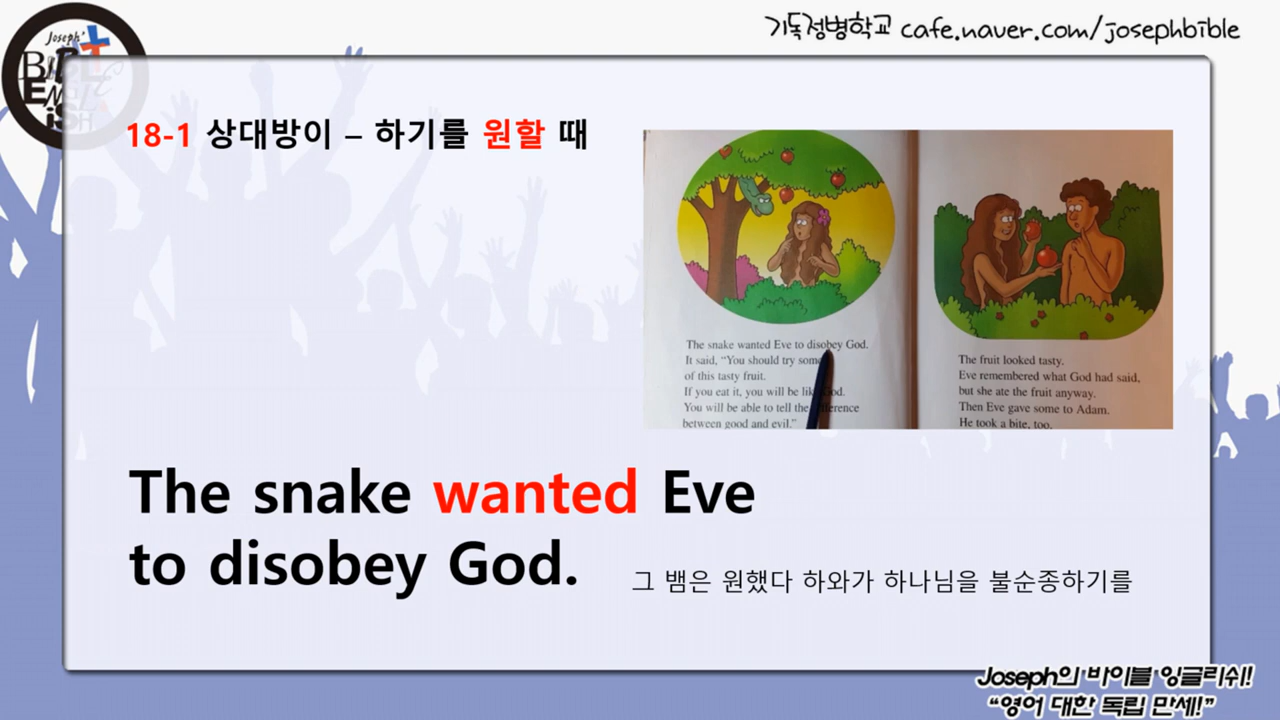 기독정병학교 cafe.naver.com/josephbible
Joseph'
BIBLE
ENGL
iSH
18-1 상대방이 – 하기를 원할 때
The snake wanted Eve to disobey God.
It said, “You should try some
of this tasty fruit.
If you eat it, you will be like God.
You will be able to tell the difference
between good and evil.”
The fruit looked tasty.
Eve remembered what God had said,
but she ate the fruit anyway.
Then Eve gave some to Adam.
He took a bite, too.
The snake wanted Eve
to disobey God.
그 뱀은 원했다 하와가 하나님을 불순종하기를
Joseph의 바이블 잉글리쉬!
“영어 대한 독립 만세!”